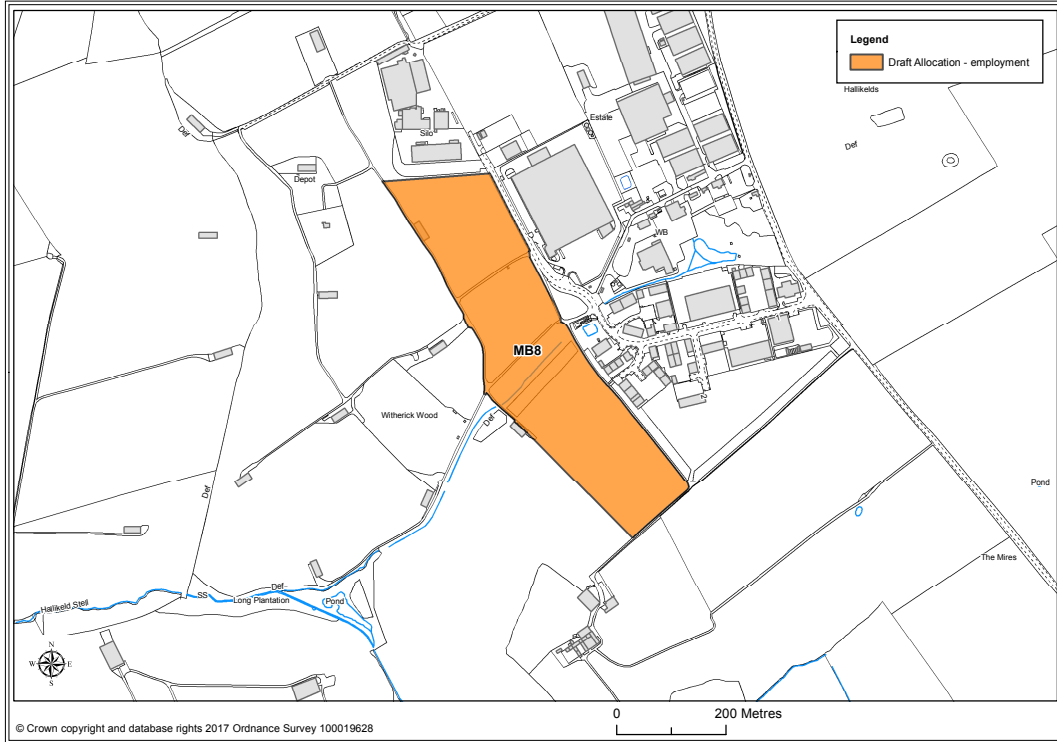 Legend
Draft Allocation - employment
Hallikelds
Def
Estate
Def
Silo
Depot
WB
MB8
Witherick Wood
Def
Def
Pond
The Mires
Def
SS
Long Plantation
Pond
Hallikeld Stell
N
W E
S
0 200 Metres
© Crown copyright and database rights 2017 Ordnance Survey 100019628